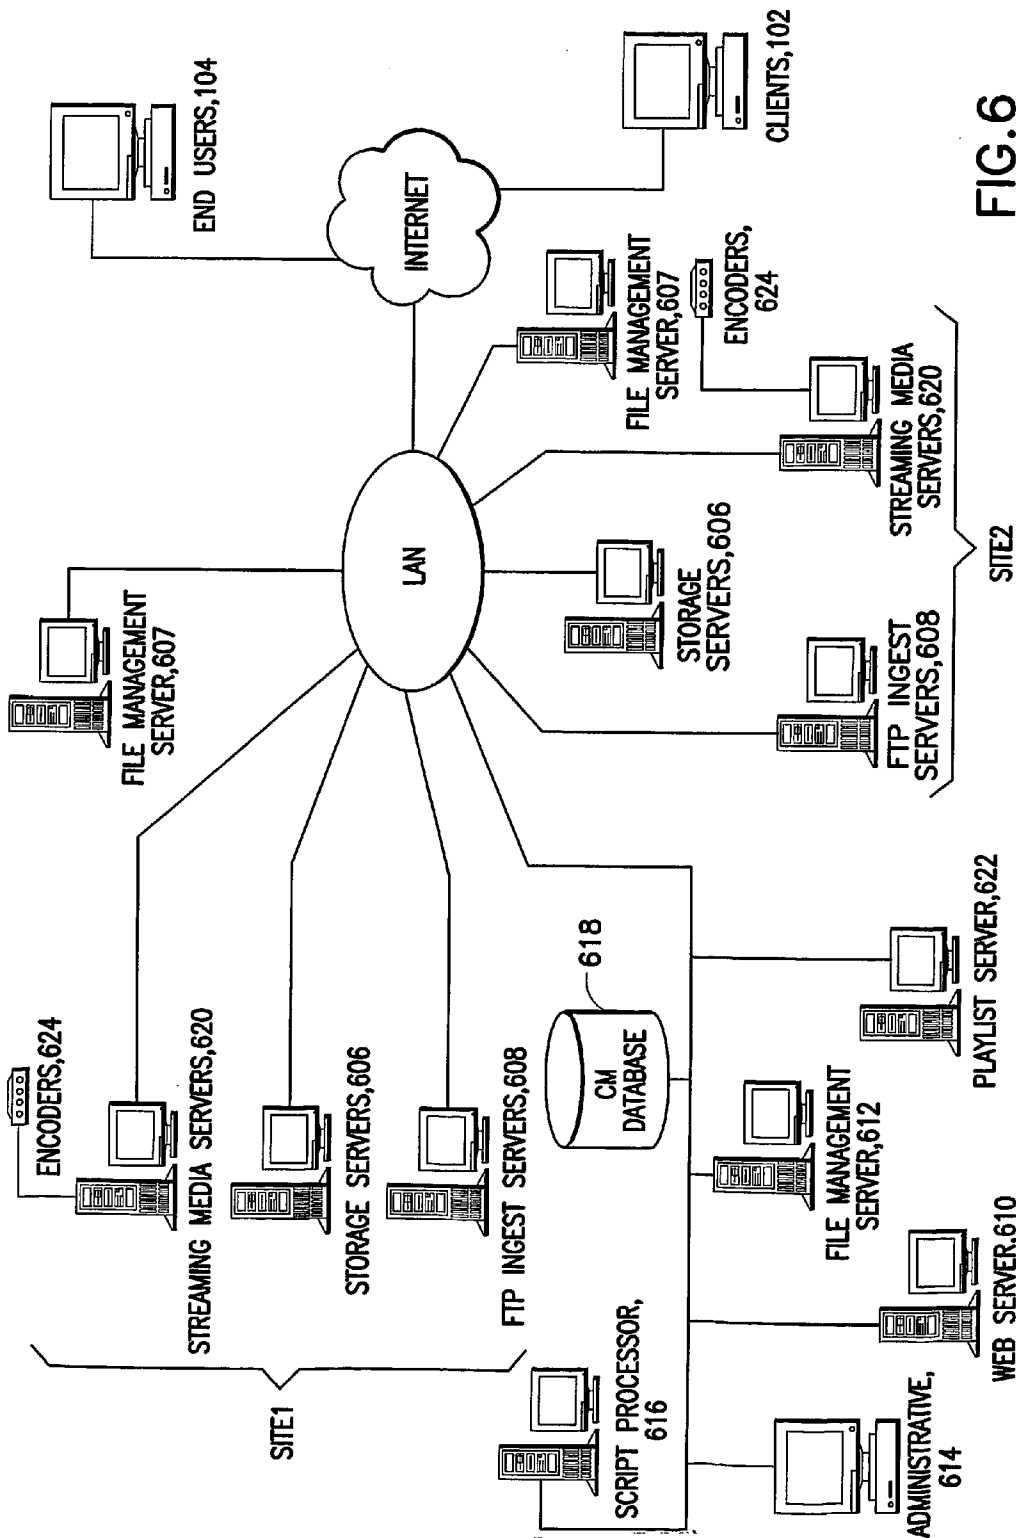 ENCODERS,624
STREAMING MEDIA SERVERS,620
STORAGE SERVERS,606
FTP INGEST SERVERS,608
SITE1
FILE MANAGEMENT
SERVER,607
END USERS,104
INTERNET
CLIENTS,102
LAN
FILE MANAGEMENT
SERVER,607
ENCODERS,
624
STORAGE
SERVERS,606
STREAMING MEDIA
SERVERS,620
FTP INGEST
SERVERS,608
SITE2
SCRIPT PROCESSOR,
616
CM
DATABASE
618
FILE MANAGEMENT
SERVER,612
ADMINISTRATIVE,
614
WEB SERVER,610
PLAYLIST SERVER,622
FIG.6